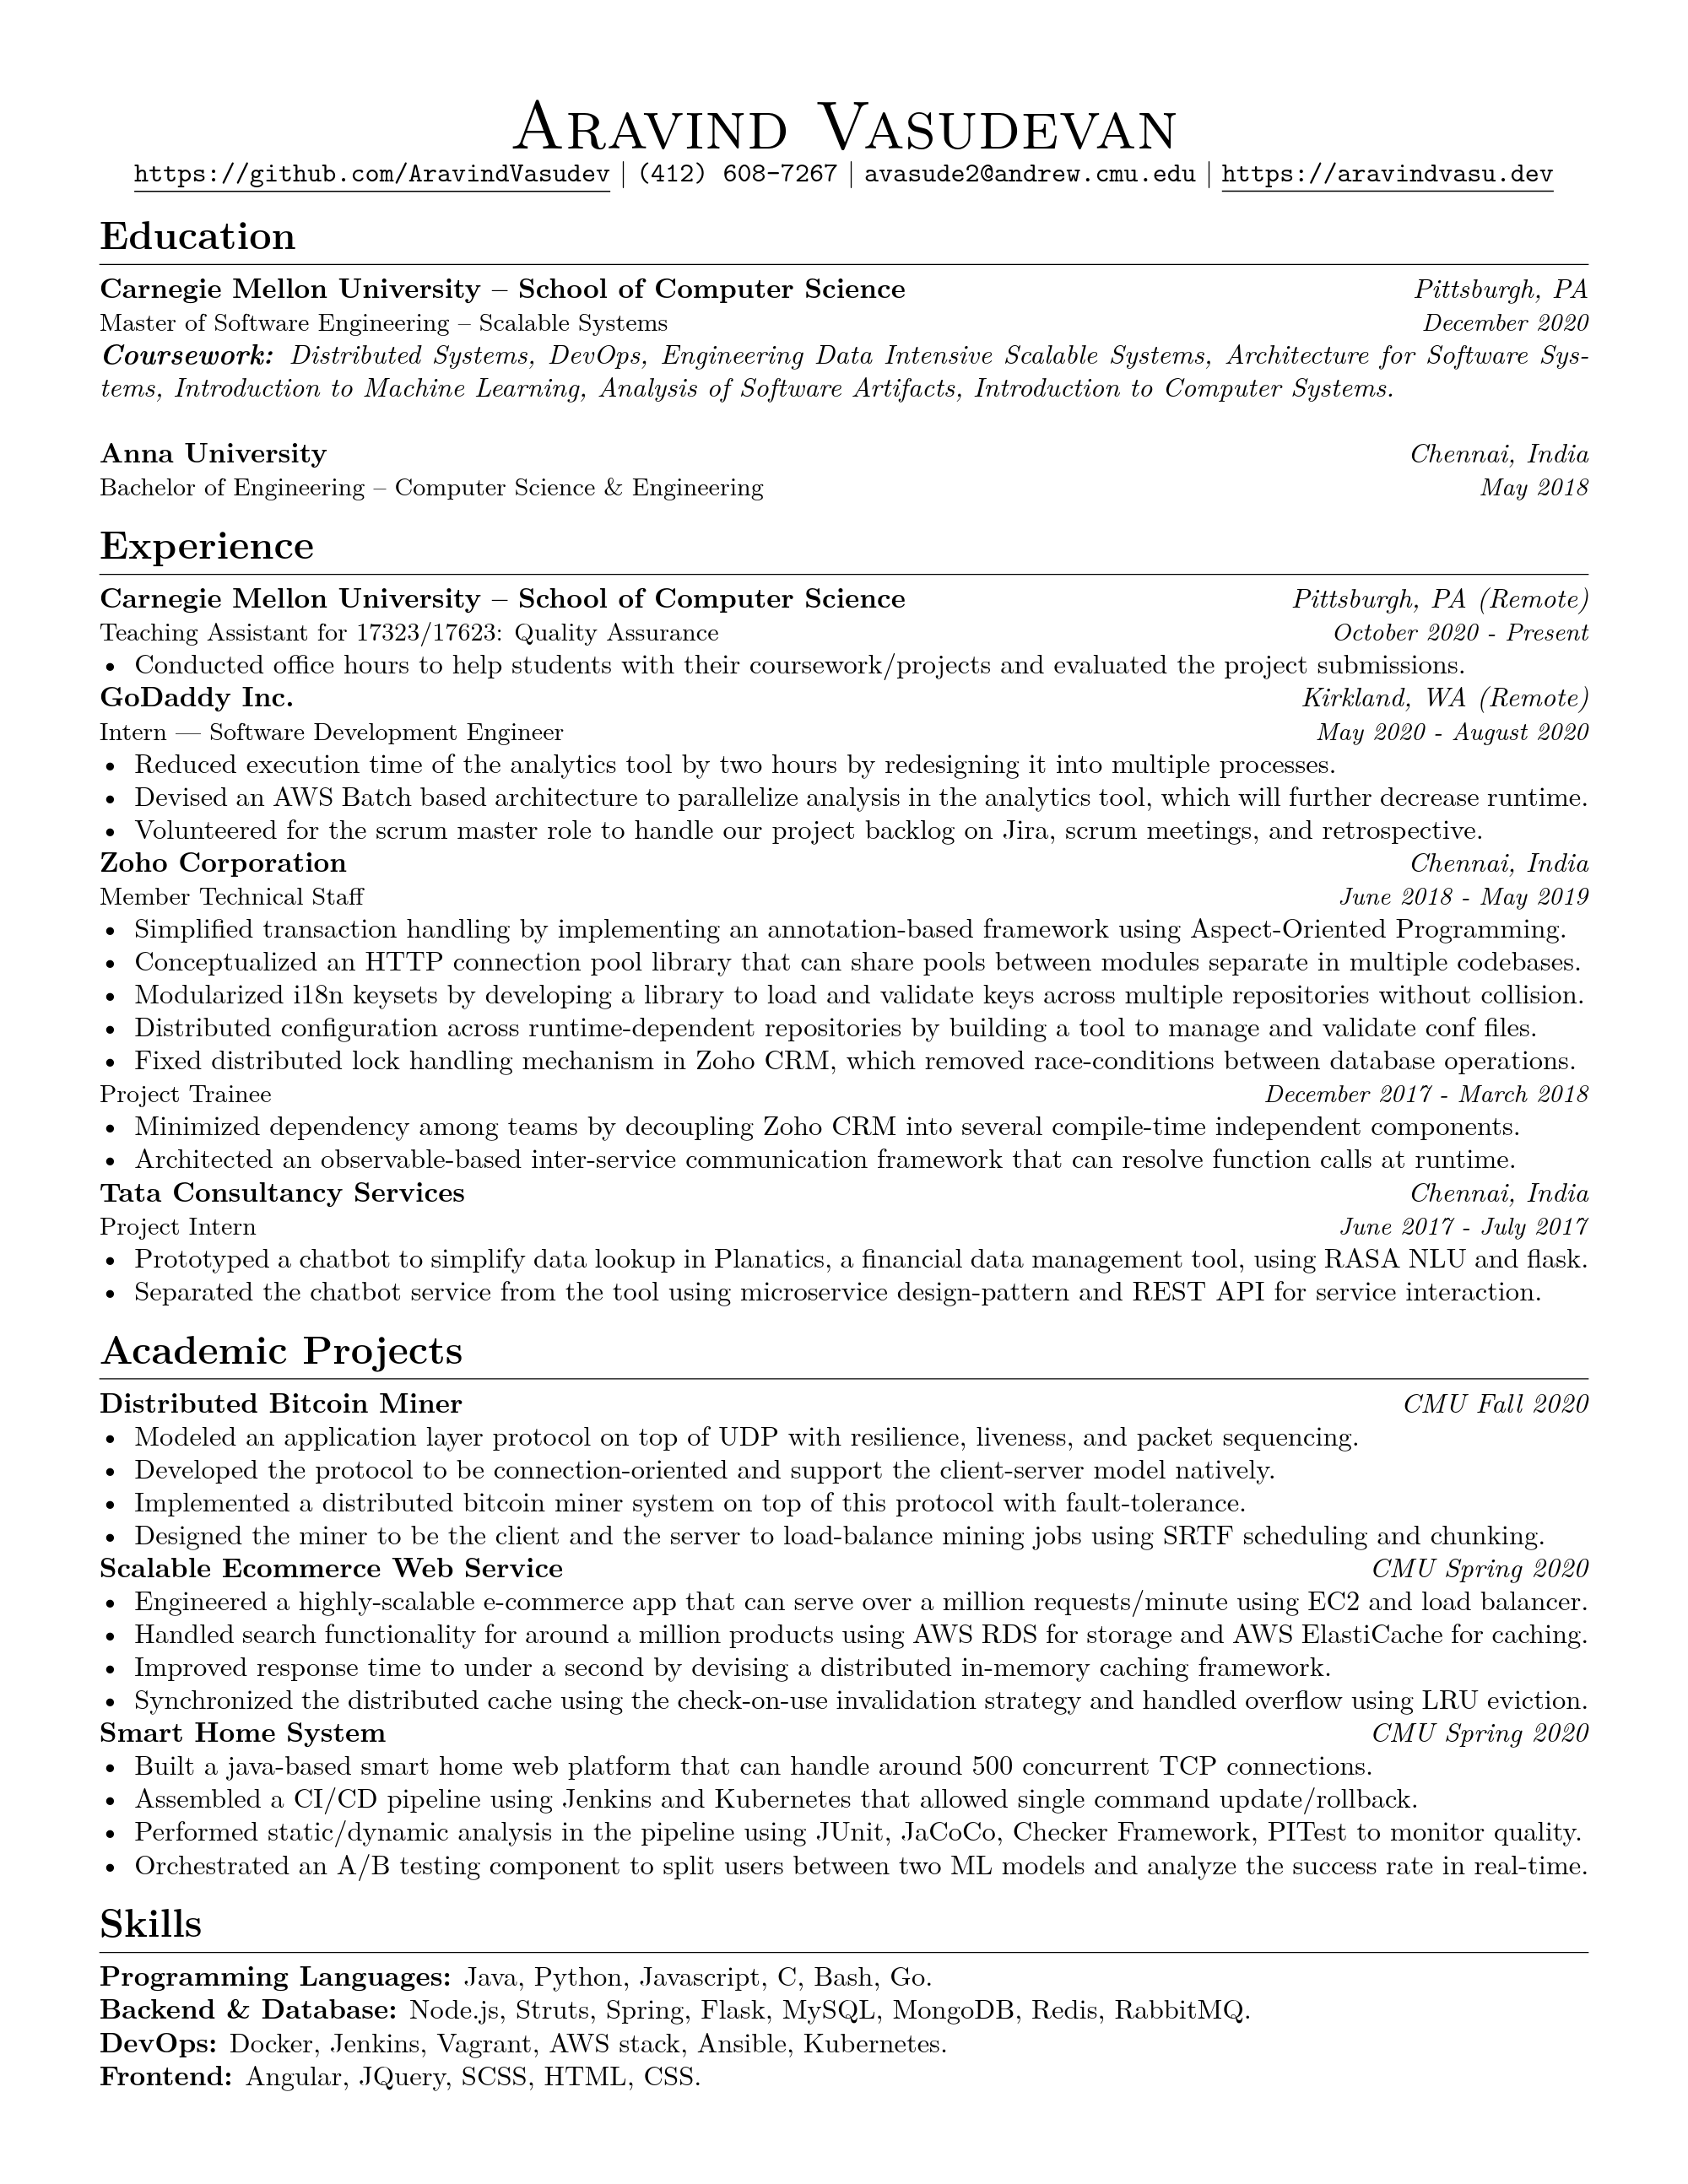 Aravind Vasudevan
https://github.com/AravindVasudev | (412) 608-7267 | avasude2@andrew.cmu.edu | https://aravindvasu.dev
Education
Carnegie Mellon University – School of Computer Science Pittsburgh, PA
Master of Software Engineering – Scalable Systems December 2020
Coursework: Distributed Systems, DevOps, Engineering Data Intensive Scalable Systems, Architecture for Software Sys-
tems, Introduction to Machine Learning, Analysis of Software Artifacts, Introduction to Computer Systems.
Anna University Chennai, India
Bachelor of Engineering – Computer Science & Engineering May 2018
Experience
Carnegie Mellon University – School of Computer Science Pittsburgh, PA (Remote)
Teaching Assistant for 17323/17623: Quality Assurance October 2020 - Present
• Conducted office hours to help students with their coursework/projects and evaluated the project submissions.
GoDaddy Inc. Kirkland, WA (Remote)
Intern — Software Development Engineer May 2020 - August 2020
• Reduced execution time of the analytics tool by two hours by redesigning it into multiple processes.
• Devised an AWS Batch based architecture to parallelize analysis in the analytics tool, which will further decrease runtime.
• Volunteered for the scrum master role to handle our project backlog on Jira, scrum meetings, and retrospective.
Zoho Corporation Chennai, India
Member Technical Staff June 2018 - May 2019
• Simplified transaction handling by implementing an annotation-based framework using Aspect-Oriented Programming.
• Conceptualized an HTTP connection pool library that can share pools between modules separate in multiple codebases.
• Modularized i18n keysets by developing a library to load and validate keys across multiple repositories without collision.
• Distributed configuration across runtime-dependent repositories by building a tool to manage and validate conf files.
• Fixed distributed lock handling mechanism in Zoho CRM, which removed race-conditions between database operations.
Project Trainee December 2017 - March 2018
• Minimized dependency among teams by decoupling Zoho CRM into several compile-time independent components.
• Architected an observable-based inter-service communication framework that can resolve function calls at runtime.
Tata Consultancy Services Chennai, India
Project Intern June 2017 - July 2017
• Prototyped a chatbot to simplify data lookup in Planatics, a financial data management tool, using RASA NLU and flask.
• Separated the chatbot service from the tool using microservice design-pattern and REST API for service interaction.
Academic Projects
Distributed Bitcoin Miner CMU Fall 2020
• Modeled an application layer protocol on top of UDP with resilience, liveness, and packet sequencing.
• Developed the protocol to be connection-oriented and support the client-server model natively.
• Implemented a distributed bitcoin miner system on top of this protocol with fault-tolerance.
• Designed the miner to be the client and the server to load-balance mining jobs using SRTF scheduling and chunking.
Scalable Ecommerce Web Service CMU Spring 2020
• Engineered a highly-scalable e-commerce app that can serve over a million requests/minute using EC2 and load balancer.
• Handled search functionality for around a million products using AWS RDS for storage and AWS ElastiCache for caching.
• Improved response time to under a second by devising a distributed in-memory caching framework.
• Synchronized the distributed cache using the check-on-use invalidation strategy and handled overflow using LRU eviction.
Smart Home System CMU Spring 2020
• Built a java-based smart home web platform that can handle around 500 concurrent TCP connections.
• Assembled a CI/CD pipeline using Jenkins and Kubernetes that allowed single command update/rollback.
• Performed static/dynamic analysis in the pipeline using JUnit, JaCoCo, Checker Framework, PITest to monitor quality.
• Orchestrated an A/B testing component to split users between two ML models and analyze the success rate in real-time.
Skills
Programming Languages: Java, Python, Javascript, C, Bash, Go.
Backend & Database: Node.js, Struts, Spring, Flask, MySQL, MongoDB, Redis, RabbitMQ.
DevOps: Docker, Jenkins, Vagrant, AWS stack, Ansible, Kubernetes.
Frontend: Angular, JQuery, SCSS, HTML, CSS.